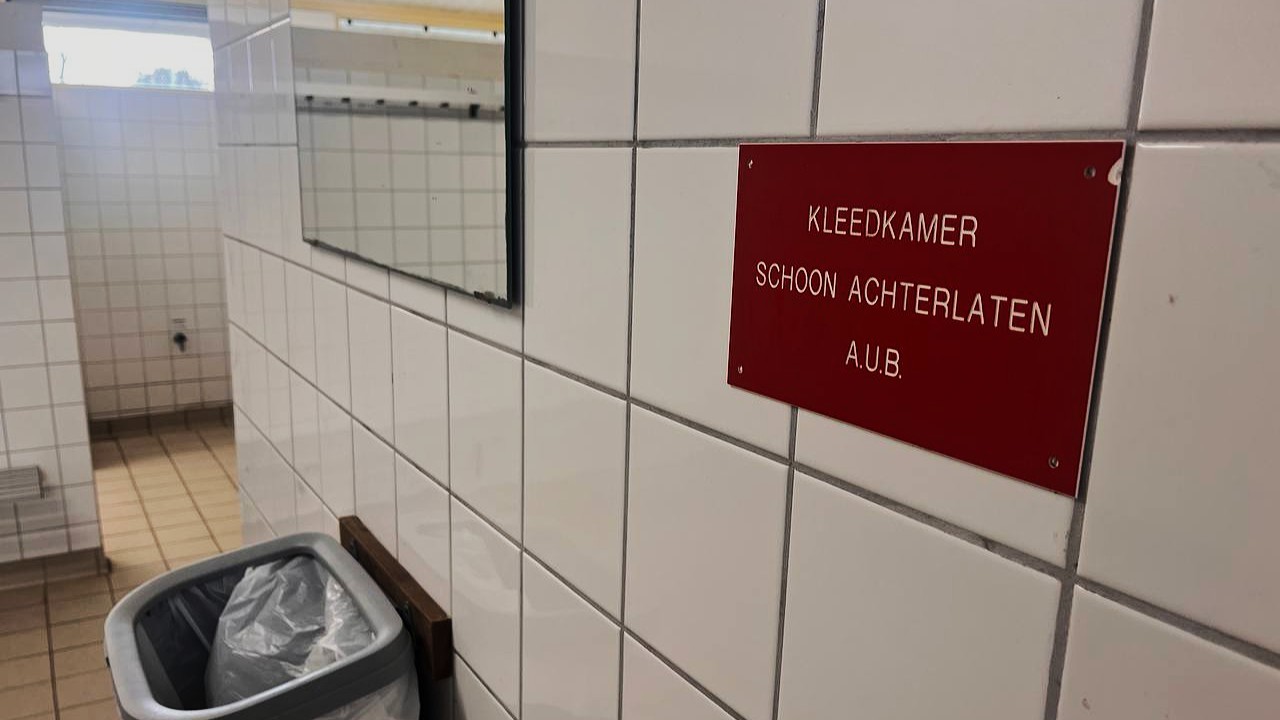 KLEEDKAMER
SCHOON ACHTERLATEN
A.U.B.